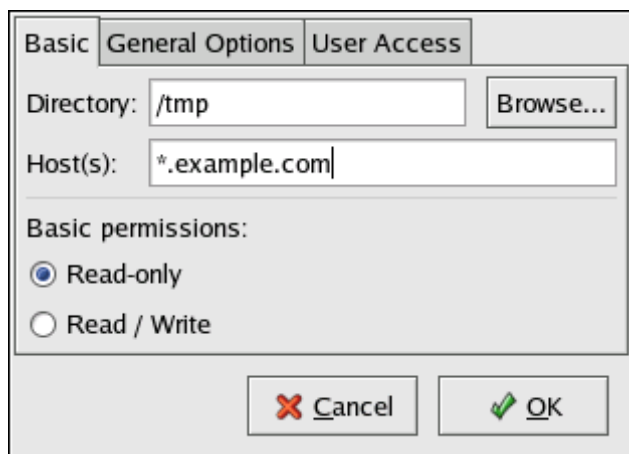 Basic General Options User Access
Directory: /tmp Browse...
Host(s): *.example.com
Basic permissions:
Read-only
Read / Write
Cancel OK